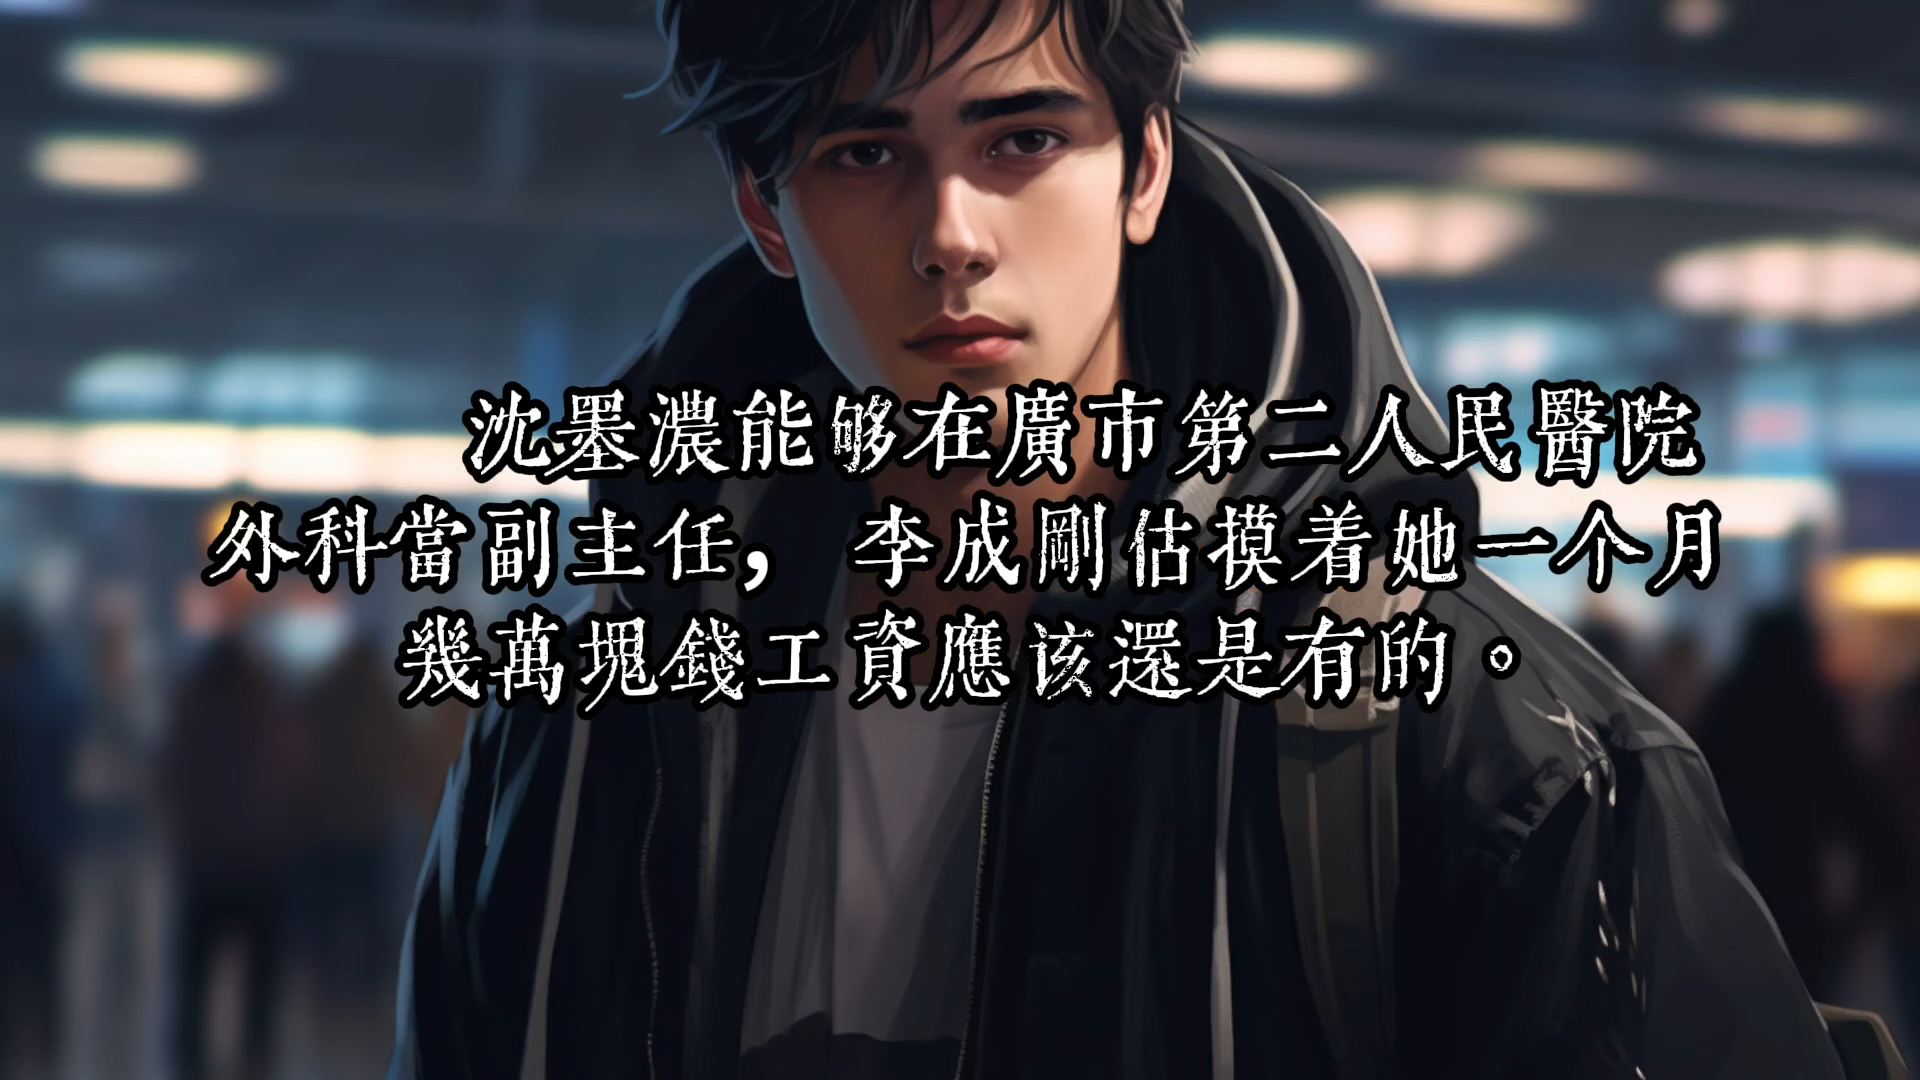 沈墨濃能够在廣市第二人民醫院
外科當副主任，李成剛估摸着她一个月
幾萬塊錢工資應该還是有的。